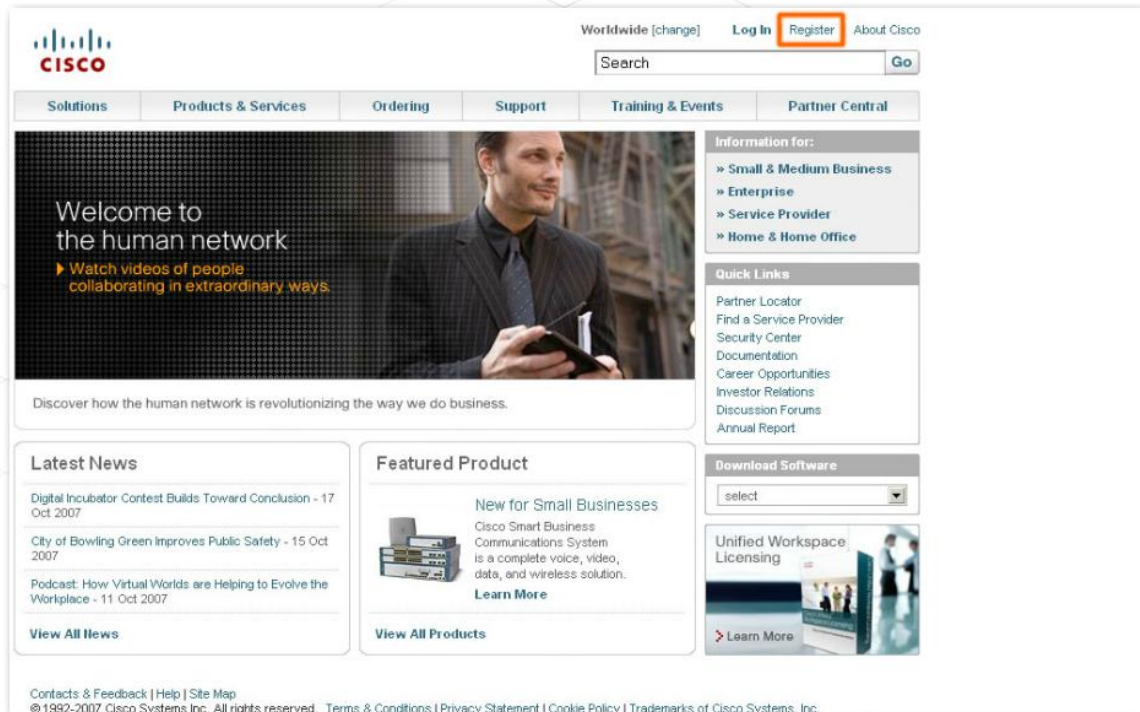 Worldwide [change] Log In Register About Cisco
CISCO
Search Go
Solutions Products & Services Ordering Support Training & Events Partner Central
Welcome to
the human network
Watch videos of people
collaborating in extraordinary ways.
Discover how the human network is revolutionizing the way we do business.
Information for:
» Small & Medium Business
» Enterprise
» Service Provider
» Home & Home Office
Quick Links
Partner Locator
Find a Service Provider
Security Center
Documentation
Career Opportunities
Investor Relations
Discussion Forums
Annual Report
Latest News
Digital Incubator Contest Builds Toward Conclusion - 17
Oct 2007
City of Bowling Green Improves Public Safety - 15 Oct
2007
Podcast: How Virtual Worlds are Helping to Evolve the
Workplace - 11 Oct 2007
View All News
Featured Product
New for Small Businesses
Cisco Smart Business
Communications System
is a complete voice, video,
data, and wireless solution.
Learn More
View All Products
Download Software
select
Unified Workspace
Licensing
Learn More
Contacts & Feedback | Help | Site Map
© 1992-2007 Cisco Systems Inc. All rights reserved. Terms & Conditions | Privacy Statement | Cookie Policy | Trademarks of Cisco Systems, Inc.